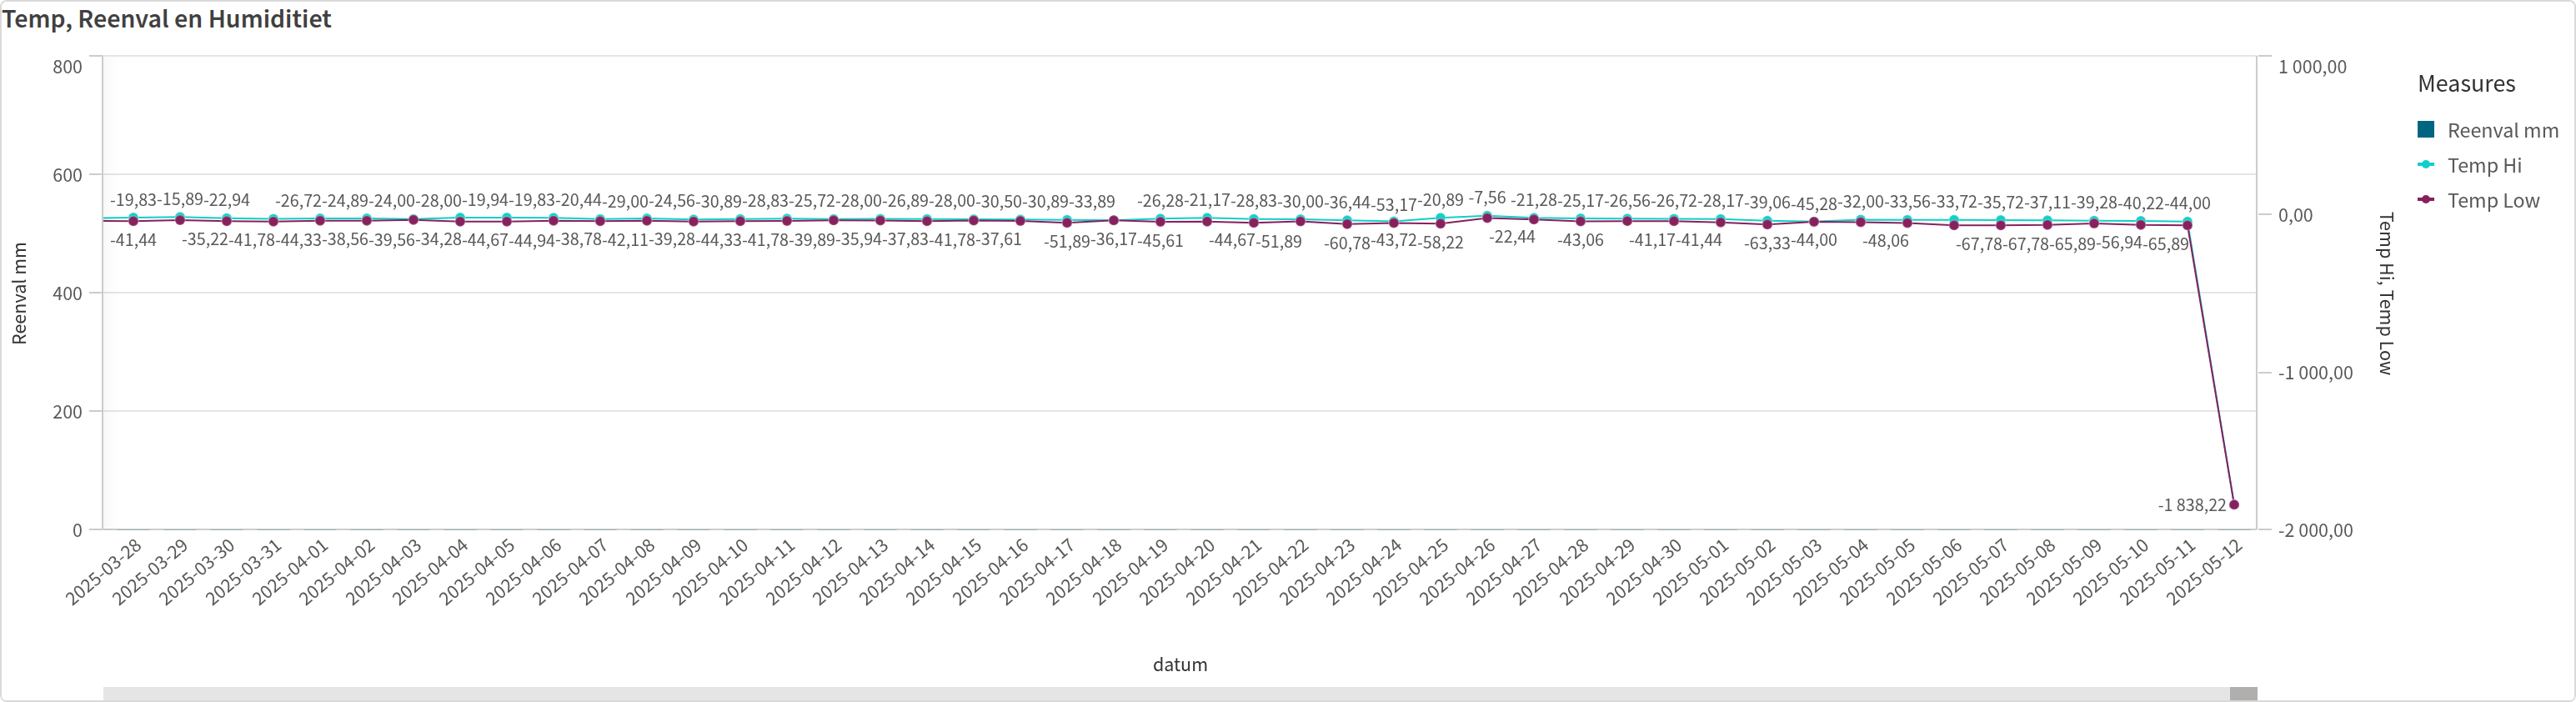 Temp, Reenval en Humiditiet
800
600
400
200
0
Reenval mm
1 000,00
0,00
-1 000,00
-2 000,00
Temp Hi, Temp Low
Measures
Reenval mm
Temp Hi
Temp Low
-19,83 -15,89 -22,94 -26,72 -24,89 -24,00 -28,00 -19,94 -19,83 -20,44 -29,00 -24,56 -30,89 -28,83 -25,72 -28,00 -26,89 -28,00 -30,50 -30,89 -33,89 -26,28 -21,17 -28,83 -30,00 -36,44 -53,17 -20,89 -7,56 -21,28 -25,17 -26,56 -26,72 -28,17 -39,06 -45,28 -32,00 -33,56 -33,72 -35,72 -37,11 -39,28 -40,22 -44,00
-41,44 -35,22 -41,78 -44,33 -38,56 -39,56 -34,28 -44,67 -44,94 -38,78 -42,11 -39,28 -44,33 -41,78 -39,89 -35,94 -37,83 -41,78 -37,61 -51,89 -36,17 -45,61 -44,67 -51,89 -60,78 -43,72 -58,22 -22,44 -43,06 -41,17 -41,44 -63,33 -44,00 -48,06 -67,78 -67,78 -65,89 -56,94 -65,89
-1 838,22
2025-03-28 2025-03-29 2025-03-30 2025-03-31 2025-04-01 2025-04-02 2025-04-03 2025-04-04 2025-04-05 2025-04-06 2025-04-07 2025-04-08 2025-04-09 2025-04-10 2025-04-11 2025-04-12 2025-04-13 2025-04-14 2025-04-15 2025-04-16 2025-04-17 2025-04-18 2025-04-19 2025-04-20 2025-04-21 2025-04-22 2025-04-23 2025-04-24 2025-04-25 2025-04-26 2025-04-27 2025-04-28 2025-04-29 2025-04-30 2025-05-01 2025-05-02 2025-05-03 2025-05-04 2025-05-05 2025-05-06 2025-05-07 2025-05-08 2025-05-09 2025-05-10 2025-05-11 2025-05-12
datum